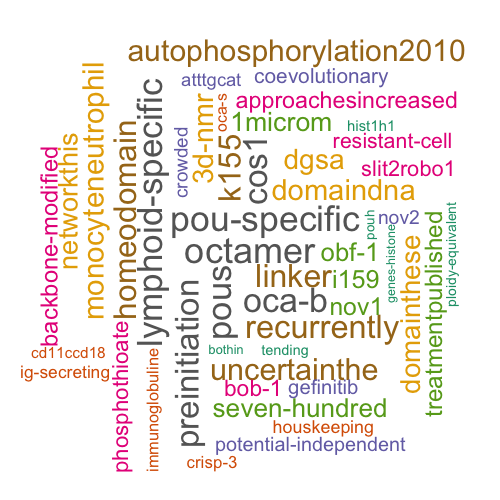 autophosphorylation2010
atttgcat
coevolutionary
approachesincreased
oca-s
1microm
hist1h1
resistant-cell
slit2robo1
dgsa
domaindna
3d-nmr
k155
cos1
crowded
lymphoid-specific
homeodomain
monocyteneutrophil
networkthis
backbone-modified
pou-specific
pouh
nov2
octamer
obf-1
linker
i159
genes-histone
ploidy-equivalent
oca-b
nov1
pous
recurrently
domainthese
treatmentpublished
preinitiation
bothin
tending
cd11ccd18
ig-secreting
phosphothioate
immunoglobuline
uncertainthe
bob-1
gefinitib
seven-hundred
houskeeping
potential-independent
crisp-3